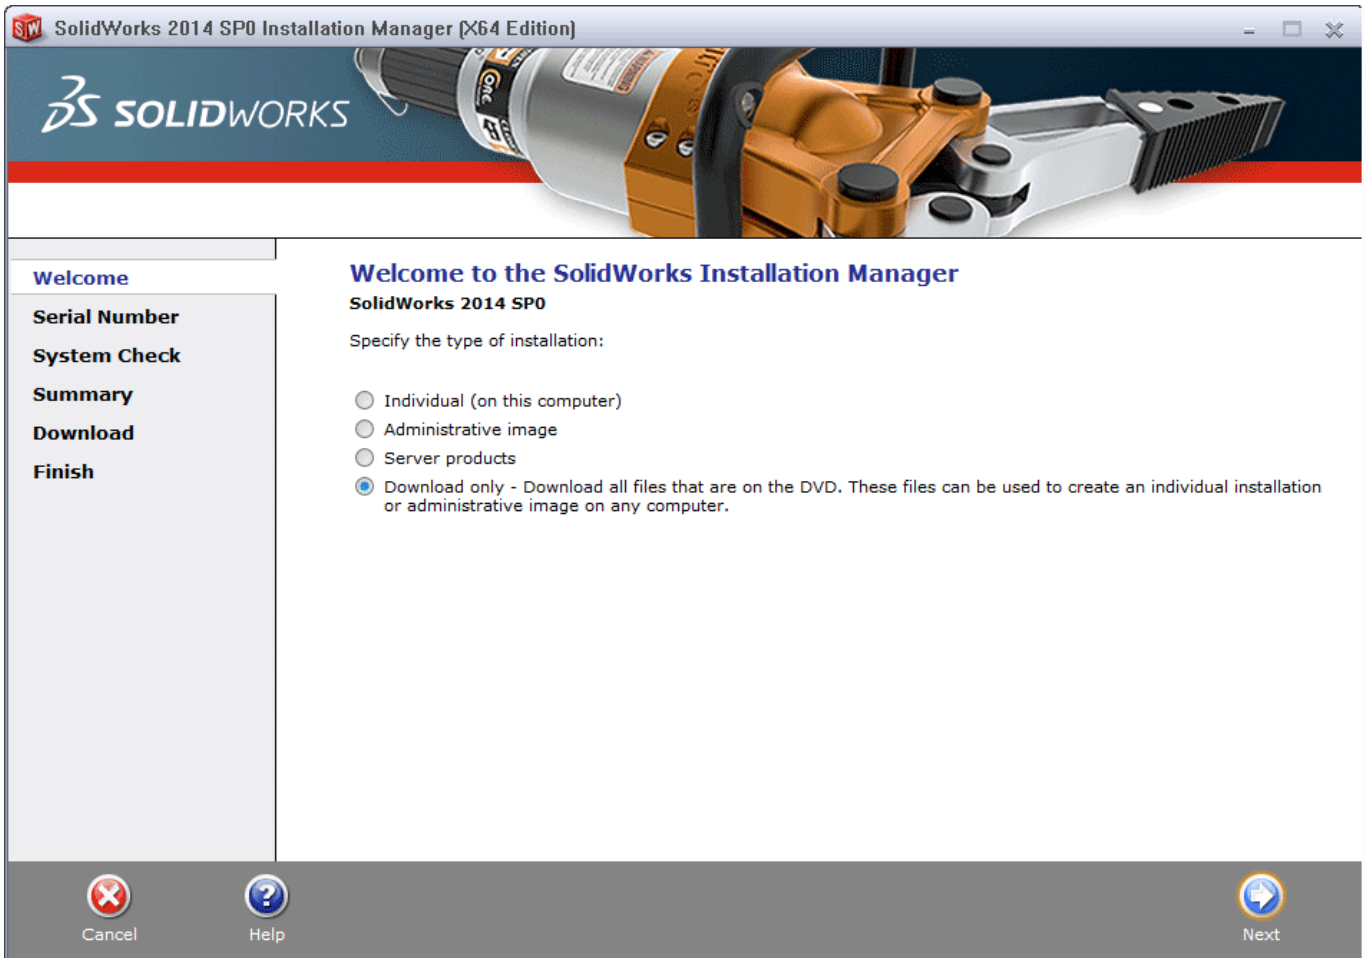 SolidWorks 2014 SP0 Installation Manager (X64 Edition)
SOLIDWORKS
Welcome
Serial Number
System Check
Summary
Download
Finish
Welcome to the SolidWorks Installation Manager
SolidWorks 2014 SP0
Specify the type of installation:
Individual (on this computer)
Administrative image
Server products
Download only - Download all files that are on the DVD. These files can be used to create an individual installation
or administrative image on any computer.
Cancel
Help
Next